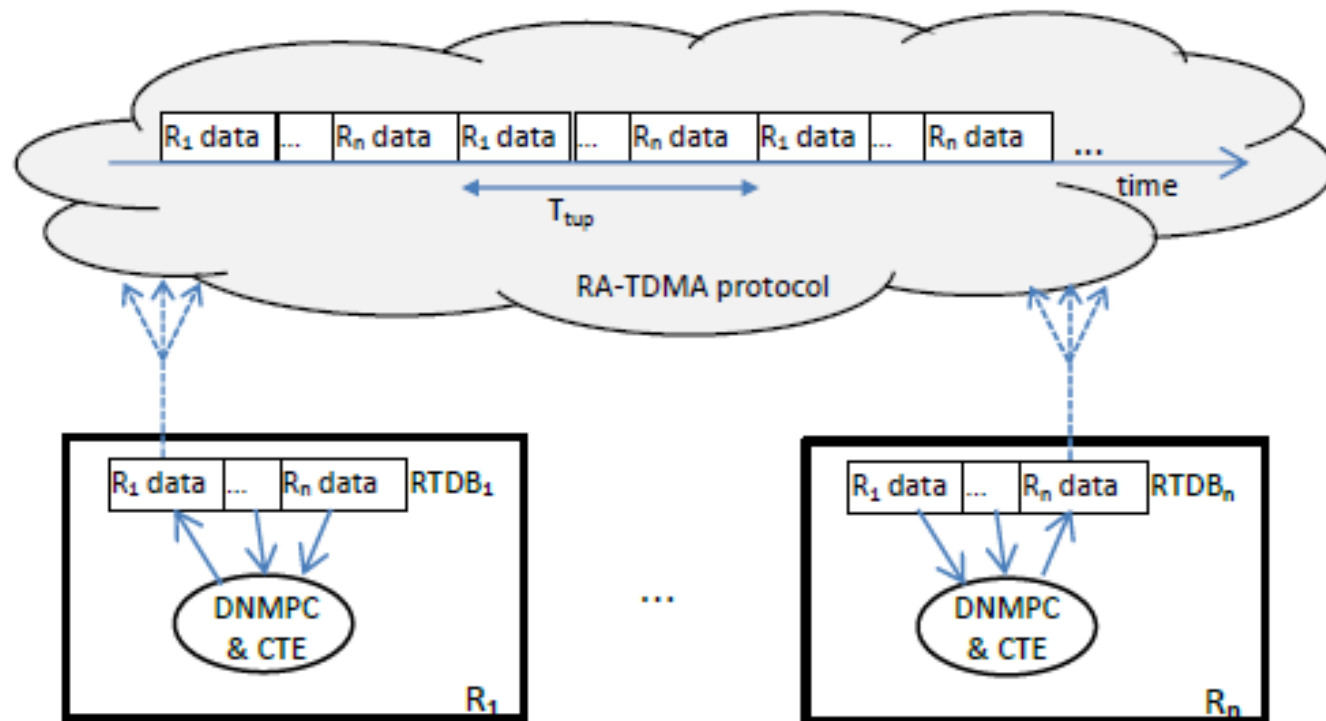 R₁ data ... Rₙ data R₁ data ... Rₙ data R₁ data ... Rₙ data ...
time
Tₜᵤₚ
RA-TDMA protocol
R₁ data ... Rₙ data RTDB₁
DNMPC
& CTE
R₁
...
R₁ data ... Rₙ data RTDBₙ
DNMPC
& CTE
Rₙ